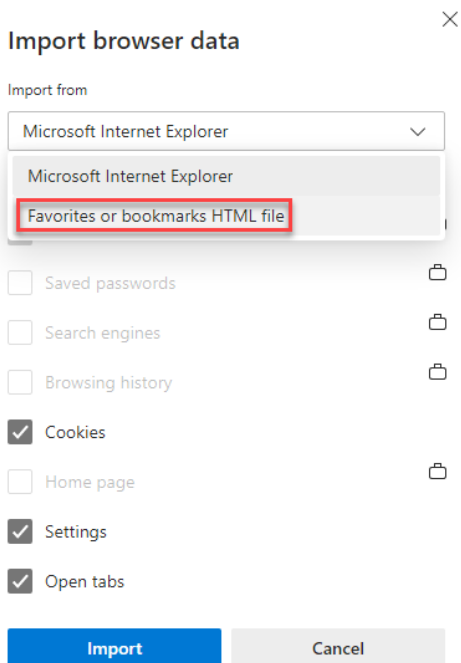 Import browser data
Import from
Microsoft Internet Explorer
Microsoft Internet Explorer
Favorites or bookmarks HTML file
Saved passwords
Search engines
Browsing history
Cookies
Home page
Settings
Open tabs
Import
Cancel